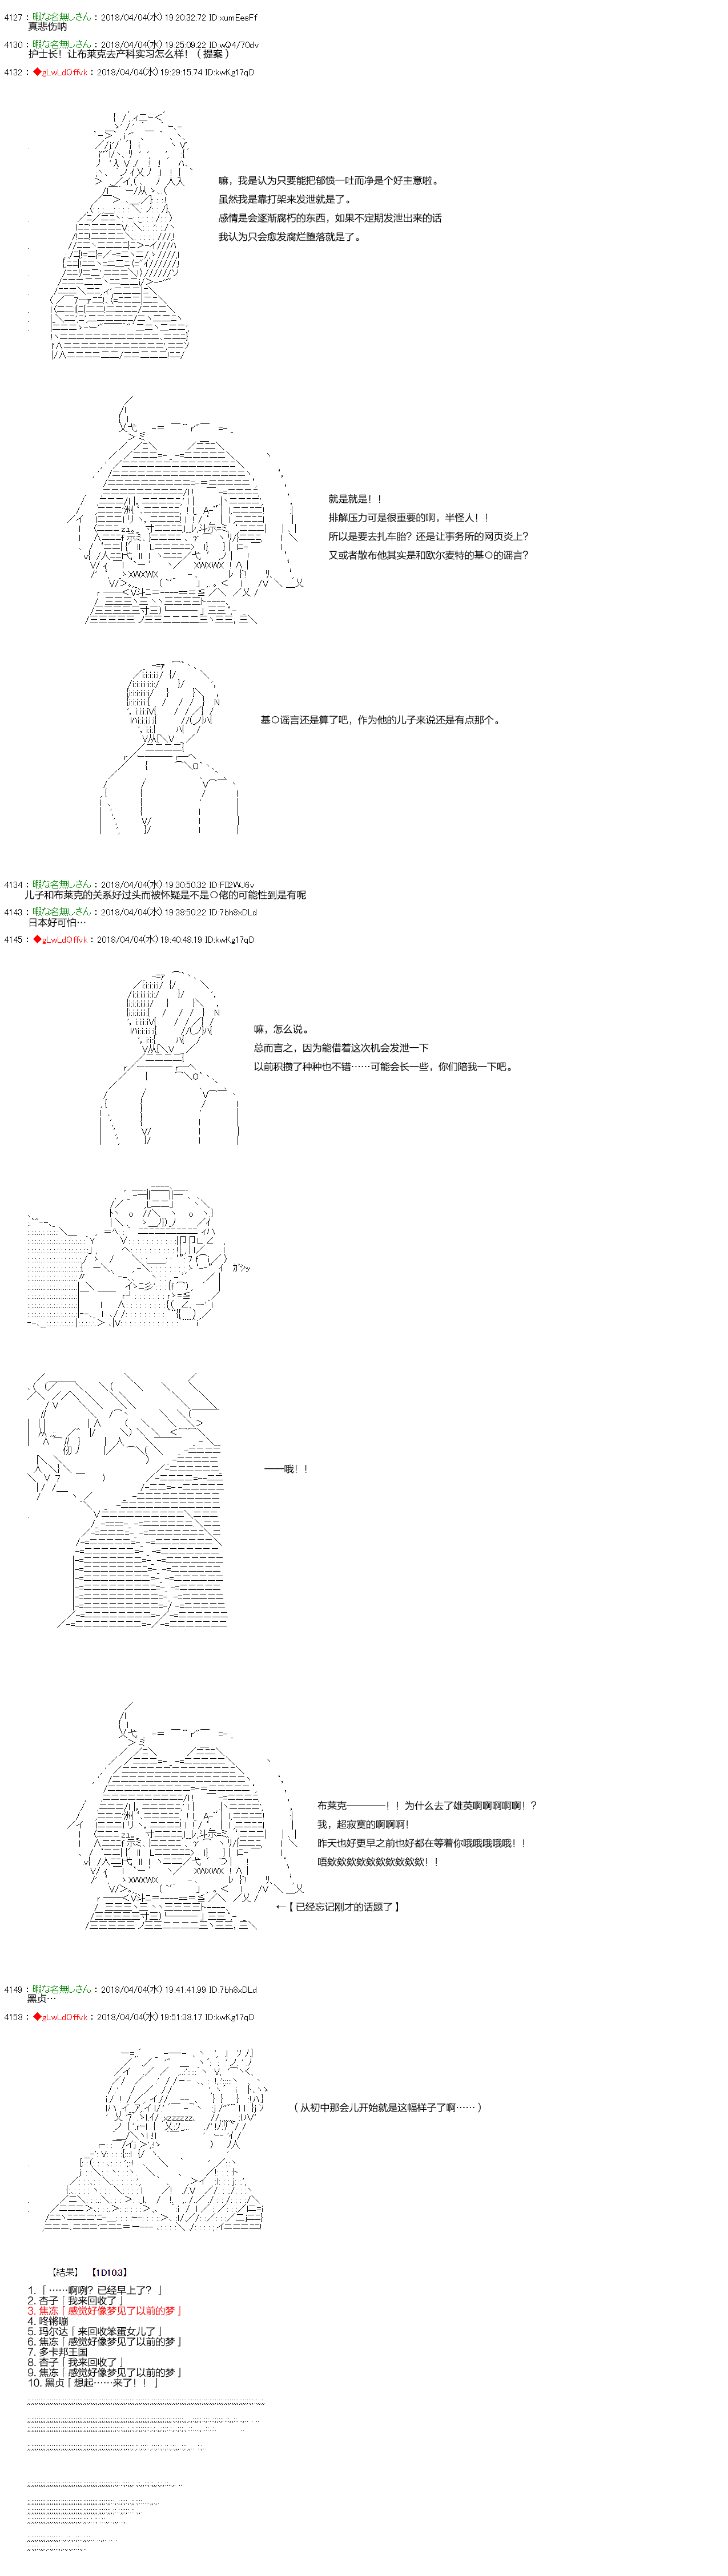 4127 : 暇な名無しさん : 2018/04/04(水) 19:20:32.72 ID:xumEesFf
真悲伤呐
4130 : 暇な名無しさん : 2018/04/04(水) 19:25:09.22 ID:wQ4/70dv
护士长！让布莱克去产科实习怎么样！（提案）
4132 : ◆gLwLdQffvk : 2018/04/04(水) 19:29:15.74 ID:kwKg17qD
嘛，我是认为只要能把郁愤一吐而净是个好主意啦。
虽然我是靠打架来发泄就是了。
感情是会逐渐腐朽的东西，如果不定期发泄出来的话
我认为只会愈发腐烂堕落就是了。
就是就是！！
排解压力可是很重要的啊，半怪人！！
所以是要去扎车胎？还是让事务所的网页炎上？
又或者散布他其实是和欧尔麦特的基○的谣言？
基○谣言还是算了吧，作为他的儿子来说还是有点那个。
4134 : 暇な名無しさん : 2018/04/04(水) 19:30:50.32 ID:FlI2WJ6v
儿子和布莱克的关系好过头而被怀疑是不是○佬的可能性到是有呢
4143 : 暇な名無しさん : 2018/04/04(水) 19:38:50.22 ID:7bh8xDLd
日本好可怕…
4145 : ◆gLwLdQffvk : 2018/04/04(水) 19:40:48.19 ID:kwKg17qD
嘛，怎么说。
总而言之，因为能借着这次机会发泄一下
以前积攒了种种也不错……可能会长一些，你们陪我一下吧。
ｶﾞｼｯ
——哦！！
布莱克————！！为什么去了雄英啊啊啊啊啊！？
我，超寂寞的啊啊啊！
昨天也好更早之前也好都在等着你哦哦哦哦哦！！
唔欸欸欸欸欸欸欸欸欸欸！！
←【已经忘记刚才的话题了】
4149 : 暇な名無しさん : 2018/04/04(水) 19:41:41.99 ID:7bh8xDLd
黑贞…
4158 : ◆gLwLdQffvk : 2018/04/04(水) 19:51:38.17 ID:kwKg17qD
（从初中那会儿开始就是这幅样子了啊……）
【结果】 【1D10:3】
1.「……啊咧？已经早上了？」
2. 杏子「我来回收了」
3. 焦冻「感觉好像梦见了以前的梦」
4. 咚锵嘣
5. 玛尔达「来回收笨蛋女儿了」
6. 焦冻「感觉好像梦见了以前的梦」
7. 多卡邦王国
8. 杏子「我来回收了」
9. 焦冻「感觉好像梦见了以前的梦」
10. 黑贞「想起……来了！！」